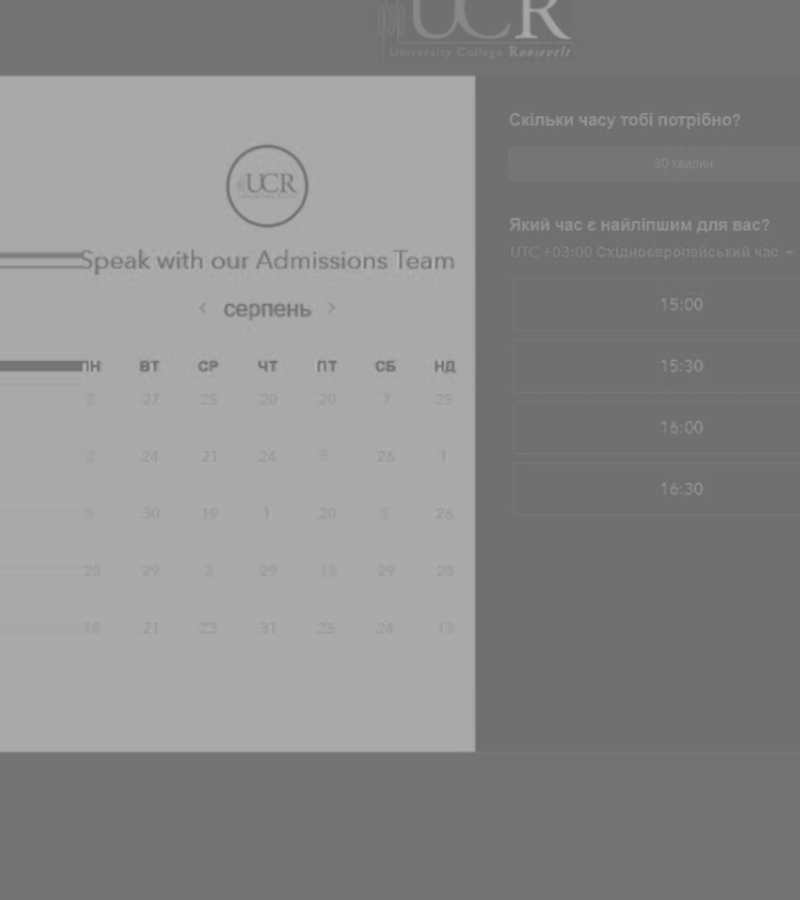 UCR
University College Roosevelt
UCR
Speak with our Admissions Team
серпень
ПН ВТ СР ЧТ ПТ СБ НД
2 27 25 20 20 7 25
2 24 21 24 5 26 1
6 30 19 1 20 2 26
25 29 3 29 13 29 28
18 21 22 31 25 24 13
Скільки часу тобі потрібно?
30 хвилин
Який час є найліпшим для вас?
UTC +03:00 Східноєвропейський час
15:00
15:30
16:00
16:30